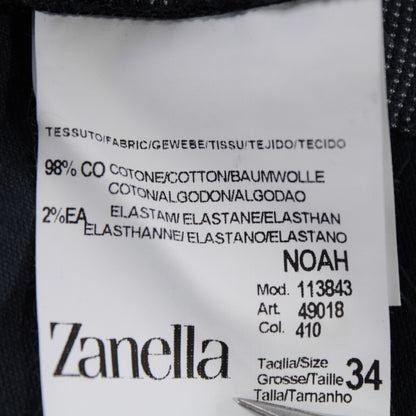 TESSUTO/FABRIC/GEWEBE/TISSU/TEJIDO/TECIDO
98% CO COTONE/COTTON/BAUMWOLLE
COTON/ALGODON/ALGODAO
2%EA ELASTAM/ELASTANE/ELASTHAN
ELASTHANNE/ELASTANO/ELASTANO
NOAH
Mod. 113843
Art. 49018
Col. 410
Zanella
Taglia/Size
Grosse/Taille 34
Talla/Tamanho